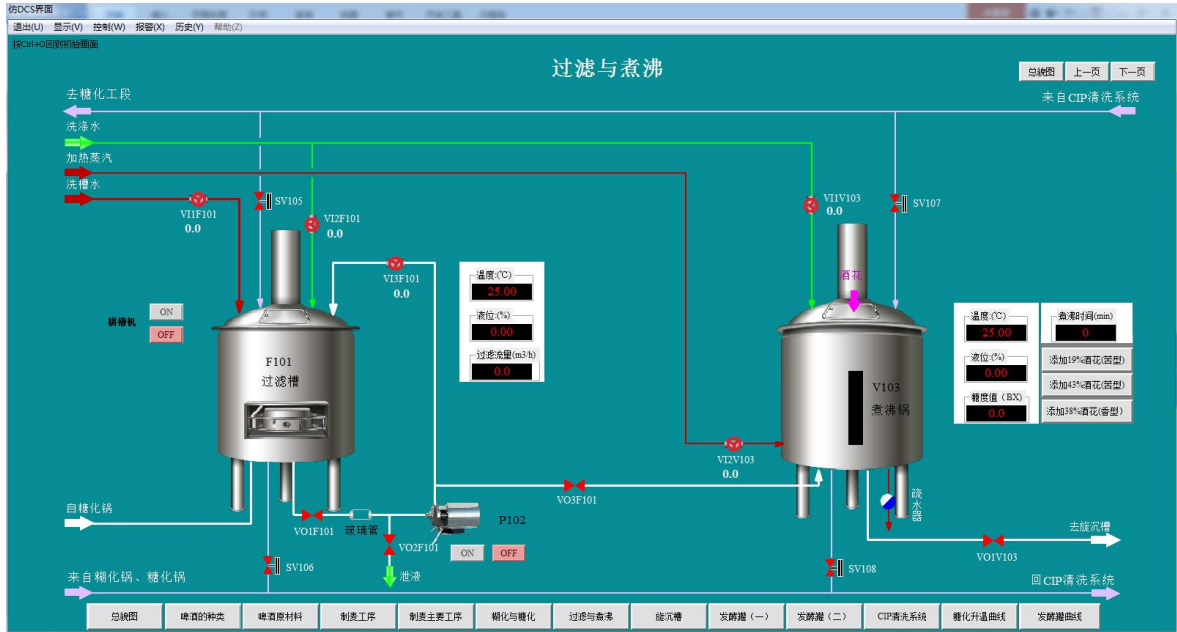 仿DCS界面
退出(U) 显示(V) 控制(W) 报警(X) 历史(Y) 帮助(Z)
按Ctrl+O回到初始画面
过滤与煮沸
总貌图 上一页 下一页
去糖化工段
来自CIP清洗系统
洗涤水
加热蒸汽
洗槽水
VI1F101
0.0
SV105
VI2F101
0.0
VI1V103
0.0
SV107
VI3F101
0.0
酒花
耕槽机
ON
OFF
F101
过滤槽
温度:(℃)
25.00
液位:(%)
0.00
过滤流量(m3/h)
0.0
V103
煮沸锅
温度:(℃)
25.00
液位:(%)
0.00
糖度值（BX)
0.0
煮沸时间(min)
0
添加19%酒花(苦型)
添加43%酒花(苦型)
添加38%酒花(香型)
VI2V103
0.0
VO3F101
疏水器
自糖化锅
VO1F101
玻璃管
VO2F101
P102
ON OFF
泄液
去旋沉槽
VO1V103
SV106
SV108
来自糊化锅、糖化锅
回CIP清洗系统
总貌图 啤酒的种类 啤酒原材料 制麦工序 制麦主要工序 糊化与糖化 过滤与煮沸 旋沉槽 发酵罐（一） 发酵罐（二） CIP清洗系统 糖化升温曲线 发酵罐曲线